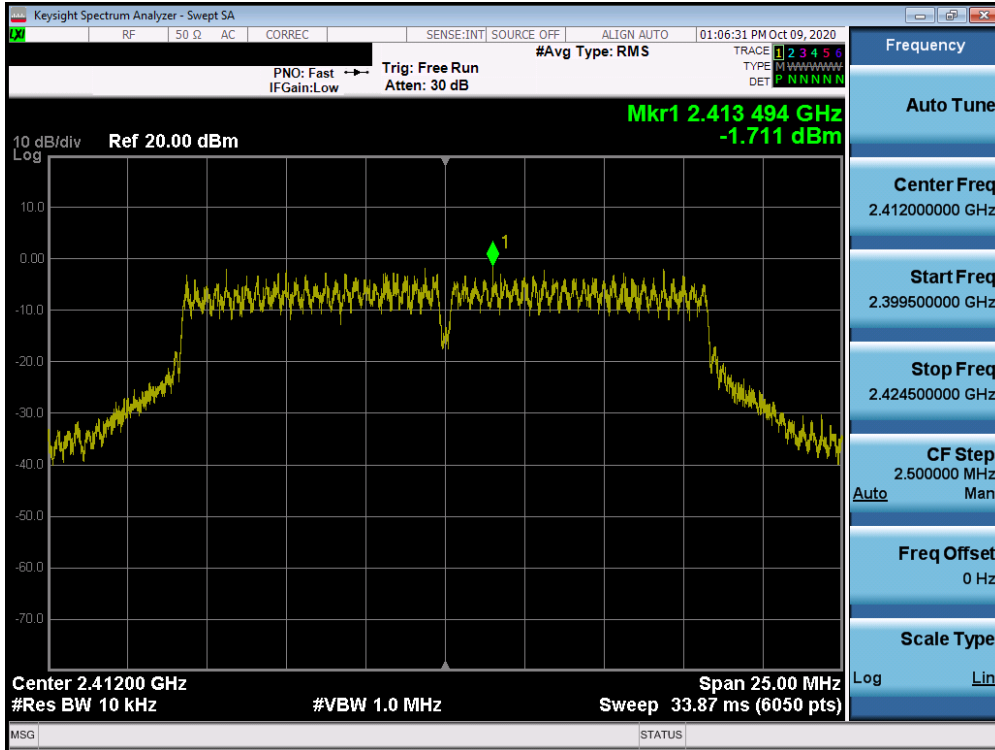 Keysight Spectrum Analyzer - Swept SA
LXI RF 50 Ω AC CORREC SENSE:INT SOURCE OFF ALIGN AUTO 01:06:31 PM Oct 09, 2020
#Avg Type: RMS
TRACE 1 2 3 4 5 6
PNO: Fast Trig: Free Run
TYPE M WWWWW
IFGain:Low Atten: 30 dB
DET P N N N N N
Mkr1 2.413 494 GHz
-1.711 dBm
10 dB/div Ref 20.00 dBm
Log
10.0
0.00
-10.0
-20.0
-30.0
-40.0
-50.0
-60.0
-70.0
1
Center 2.41200 GHz Span 25.00 MHz
#Res BW 10 kHz #VBW 1.0 MHz Sweep 33.87 ms (6050 pts)
MSG STATUS
Frequency
Auto Tune
Center Freq
2.412000000 GHz
Start Freq
2.399500000 GHz
Stop Freq
2.424500000 GHz
CF Step
2.500000 MHz
Auto Man
Freq Offset
0 Hz
Scale Type
Log Lin